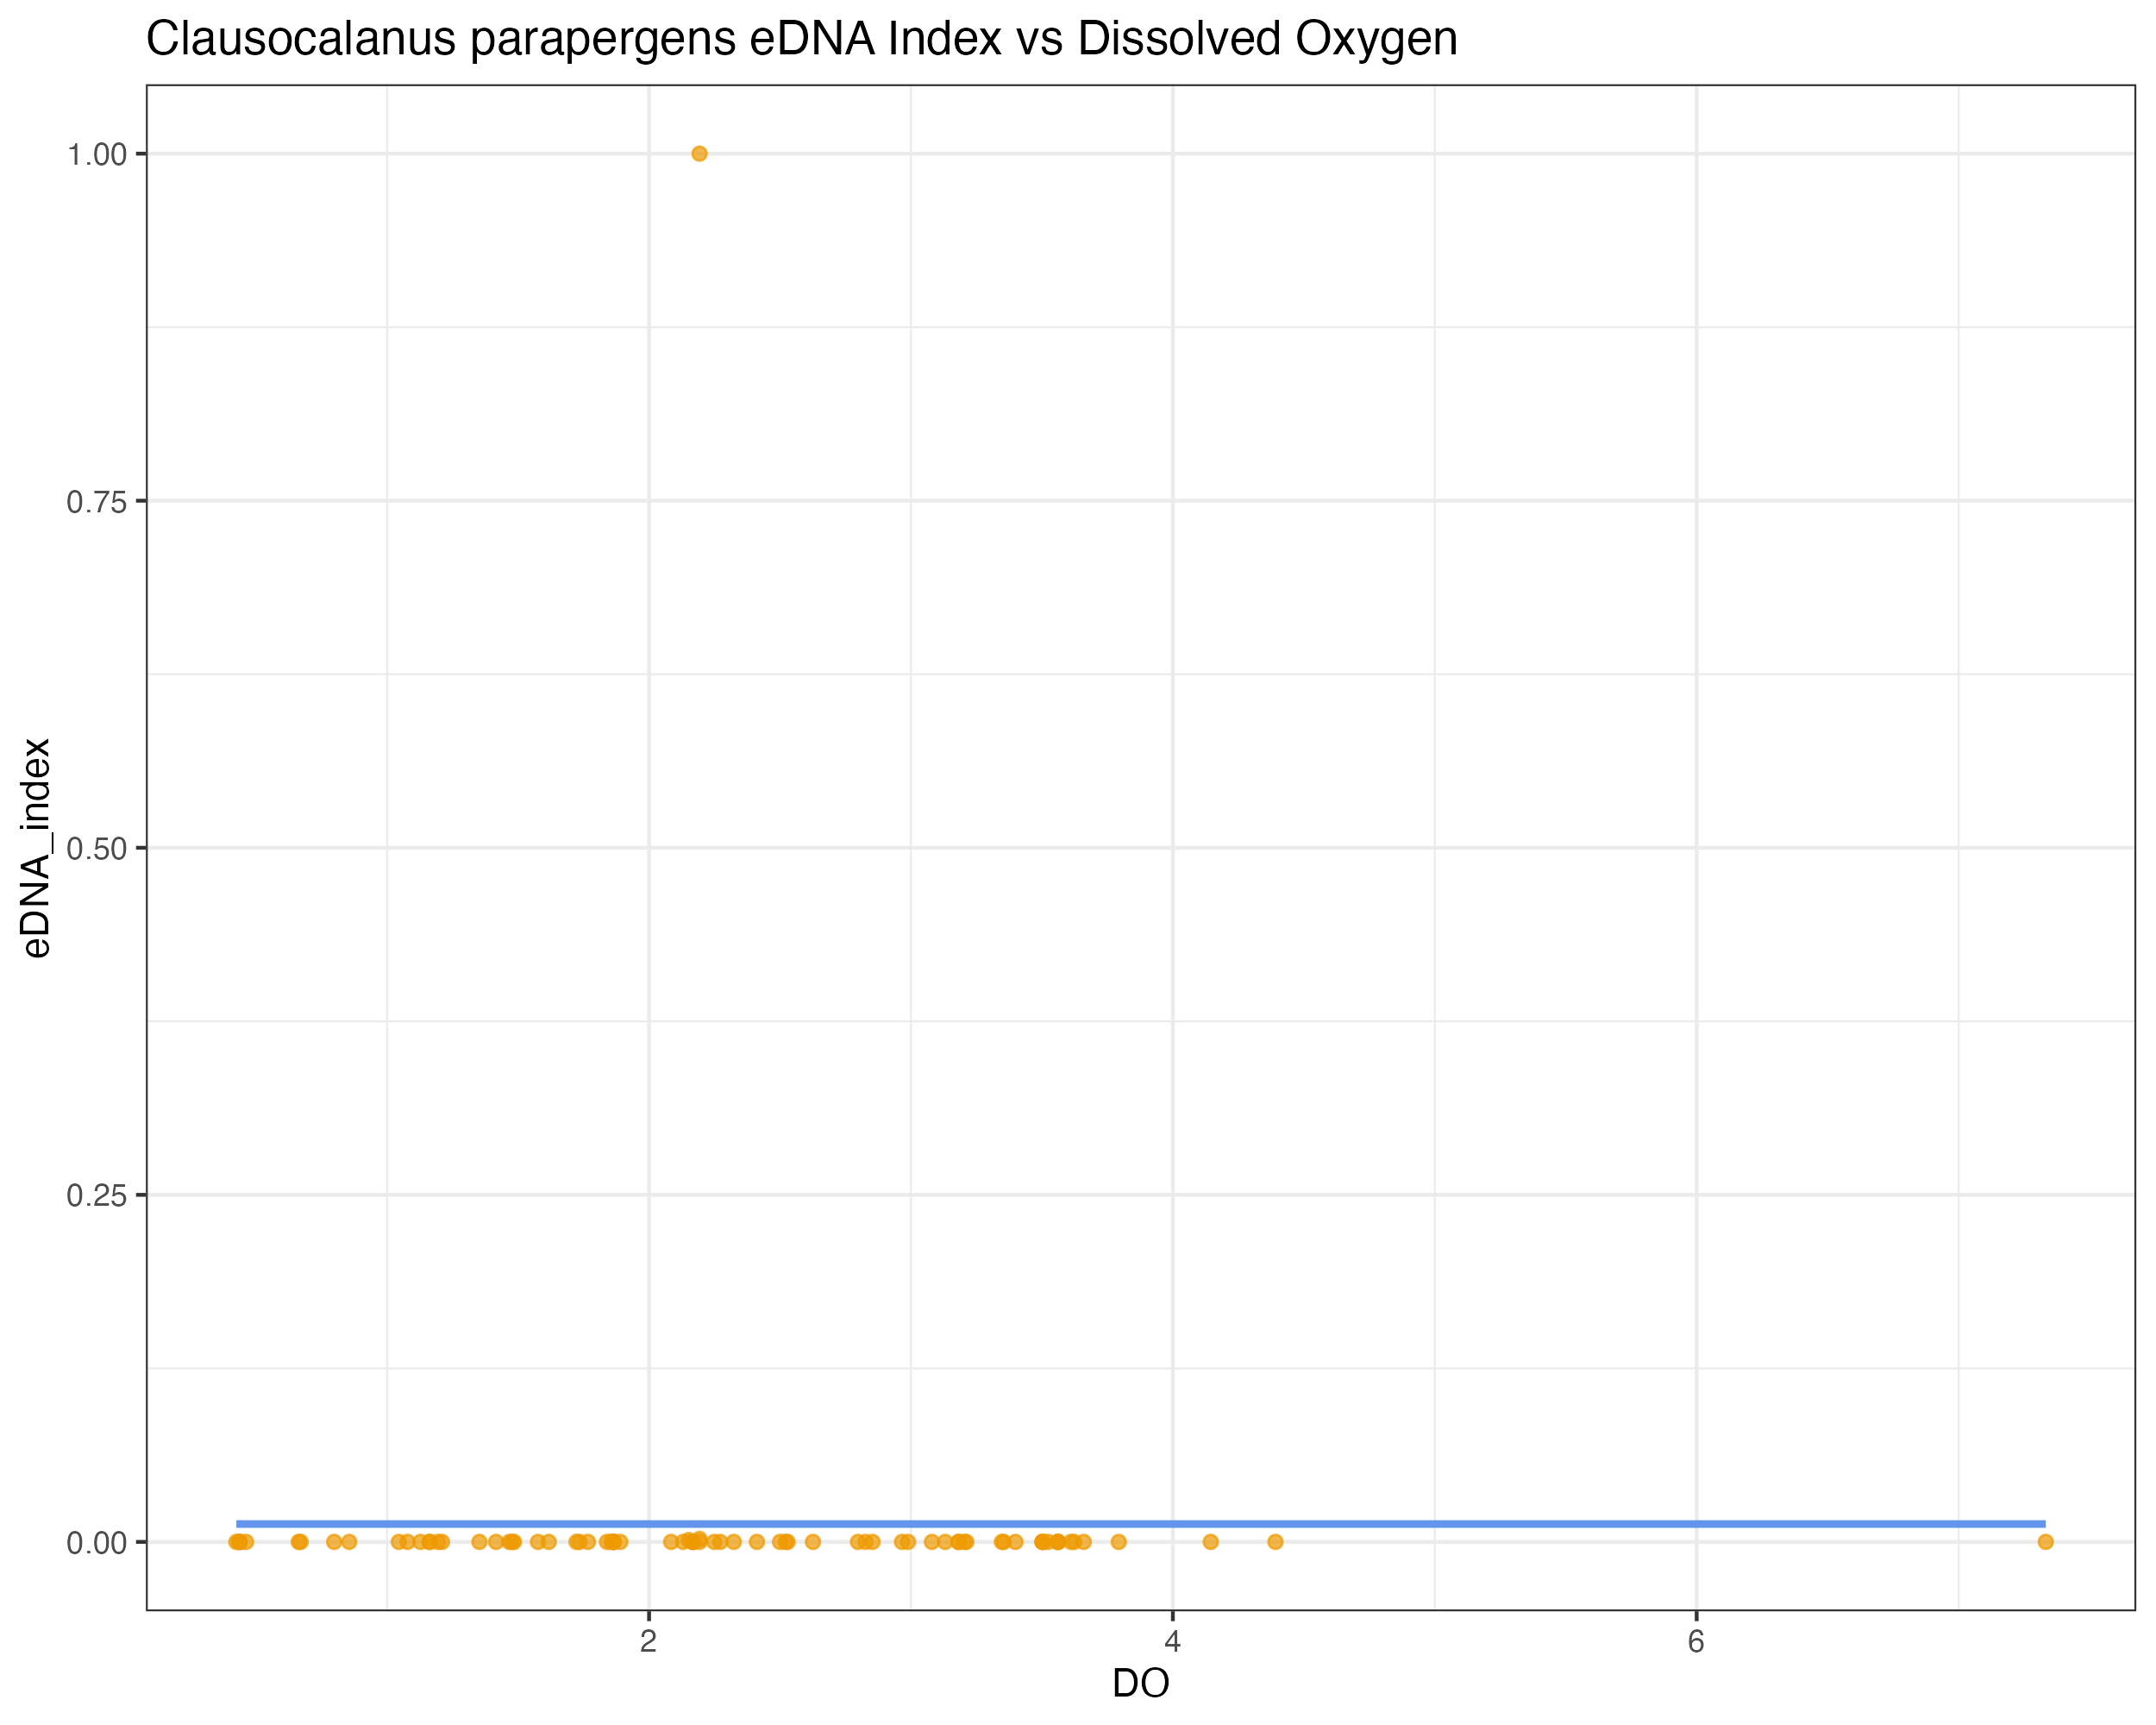 Clausocalanus parapergens eDNA Index vs Dissolved Oxygen
1.00
0.75
0.50
0.25
0.00
eDNA_index
2
4
6
DO